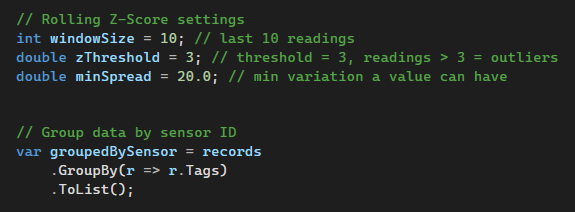 // Rolling Z-Score settings
int windowSize = 10; // last 10 readings
double zThreshold = 3; // threshold = 3, readings > 3 = outliers
double minSpread = 20.0; // min variation a value can have
// Group data by sensor ID
var groupedBySensor = records
.GroupBy(r => r.Tags)
.ToList();